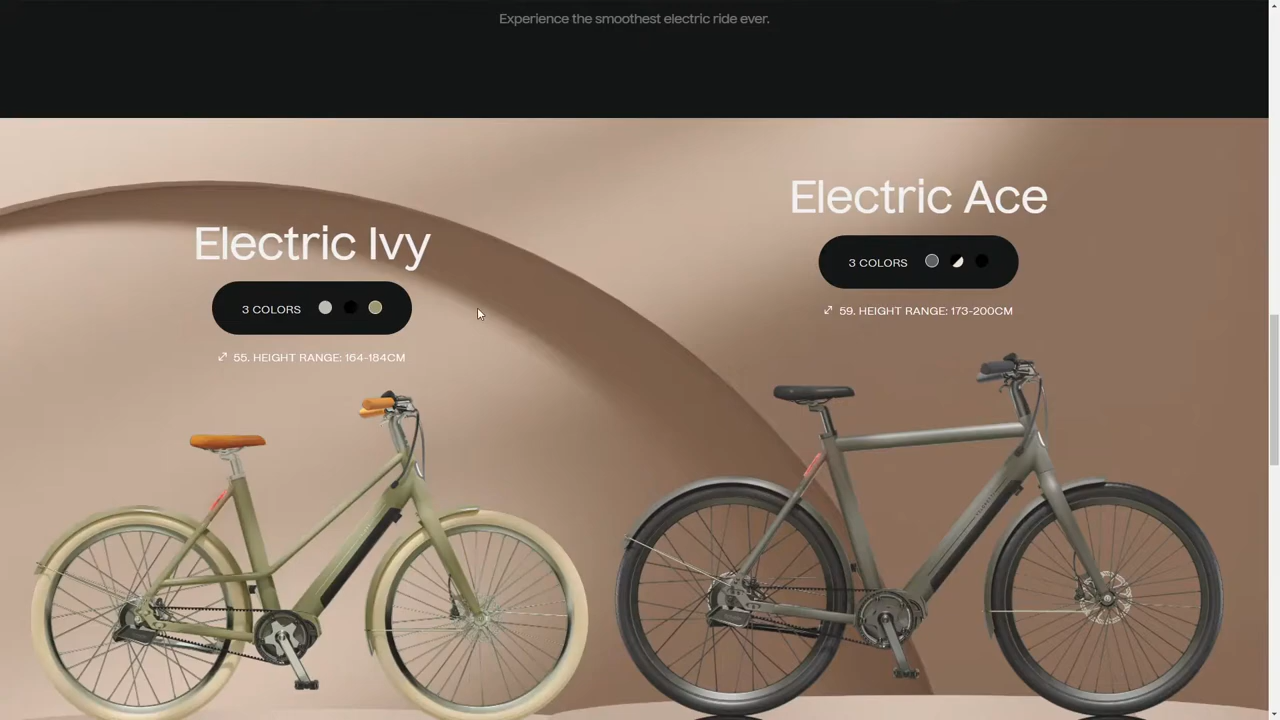 Experience the smoothest electric ride ever.
Electric Ivy
3 COLORS
55. HEIGHT RANGE: 164-184CM
Electric Ace
3 COLORS
59. HEIGHT RANGE: 173-200CM